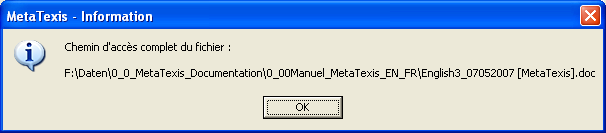 MetaTexis - Information
Chemin d'accès complet du fichier :
F:\Daten\0_0_MetaTexis_Documentation\0_00Manuel_MetaTexis_EN_FR\English3_07052007 [MetaTexis].doc
OK